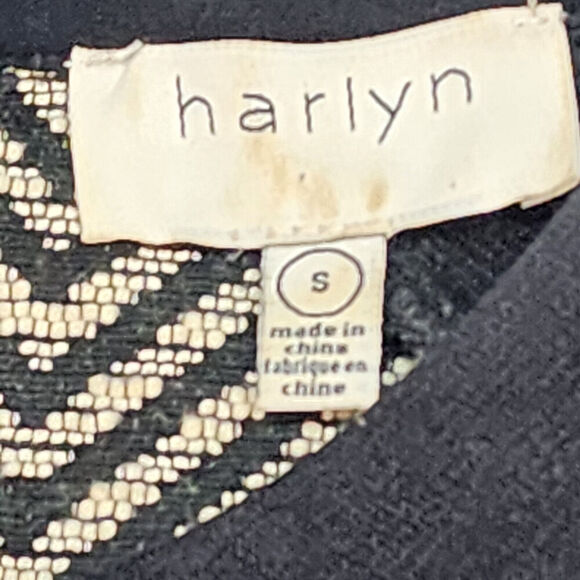 harlyn
S
made in
china
fabriqué en
chine